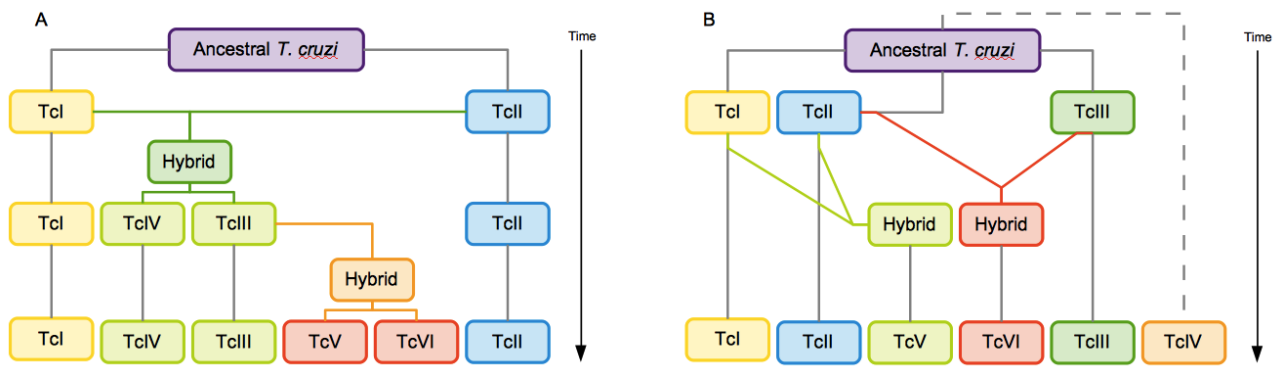 A
Ancestral T. cruzi
Time
TcI
TcII
Hybrid
TcI
TcIV
TcIII
TcII
Hybrid
TcI
TcIV
TcIII
TcV
TcVI
TcII
B
Ancestral T. cruzi
Time
TcI
TcII
TcIII
Hybrid
Hybrid
TcI
TcII
TcV
TcVI
TcIII
TcIV